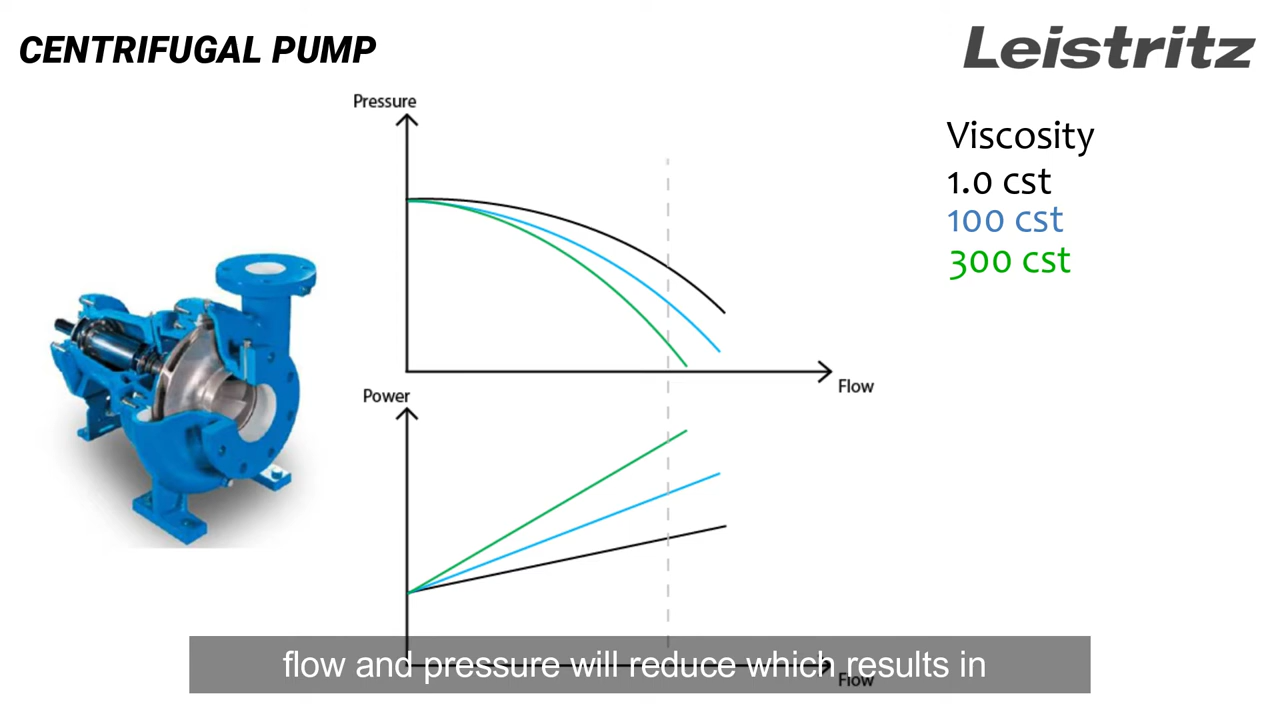 CENTRIFUGAL PUMP
Leistritz
Pressure
Viscosity
1.0 cst
100 cst
300 cst
Flow
Power
flow and pressure will reduce which results in
Flow